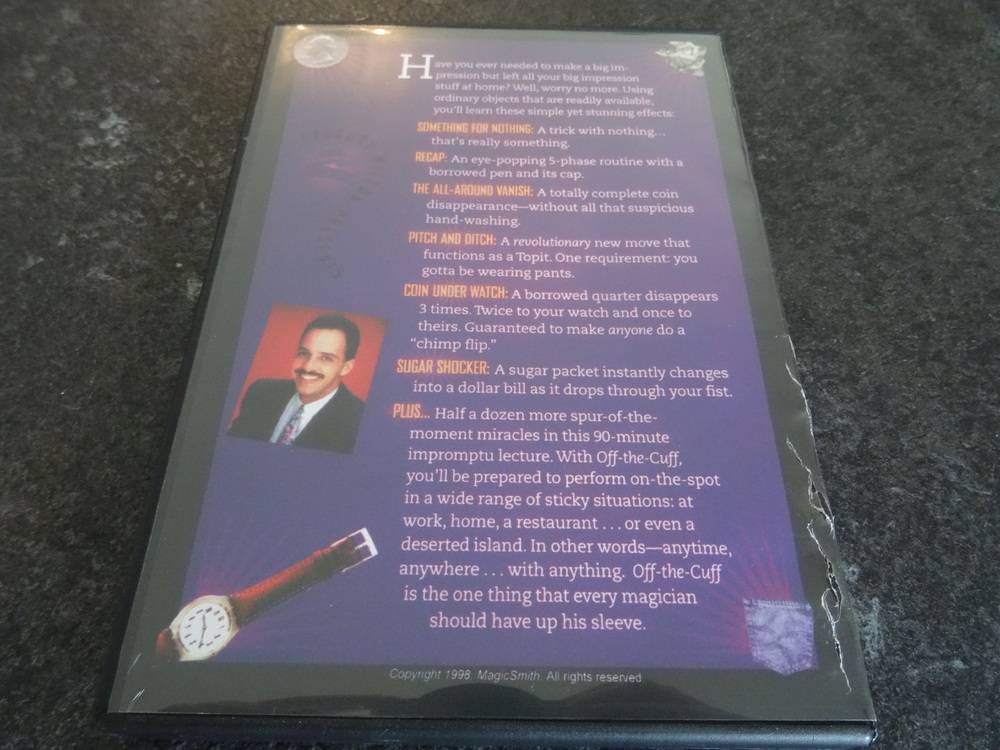 Have you ever needed to make a big im-
pression but left all your big impression
stuff at home? Well, worry no more. Using
ordinary objects that are readily available,
you'll learn these simple yet stunning effects:
SOMETHING FOR NOTHING: A trick with nothing...
that's really something.
RECAP: An eye-popping 5-phase routine with a
borrowed pen and its cap.
THE ALL-AROUND VANISH: A totally complete coin
disappearance—without all that suspicious
hand-washing.
PITCH AND DITCH: A revolutionary new move that
functions as a Topit. One requirement: you
gotta be wearing pants.
COIN UNDER WATCH: A borrowed quarter disappears
3 times. Twice to your watch and once to
theirs. Guaranteed to make anyone do a
“chimp flip.”
SUGAR SHOCKER: A sugar packet instantly changes
into a dollar bill as it drops through your fist.
PLUS... Half a dozen more spur-of-the-
moment miracles in this 90-minute
impromptu lecture. With Off-the-Cuff,
you'll be prepared to perform on-the-spot
in a wide range of sticky situations: at
work, home, a restaurant . . . or even a
deserted island. In other words—anytime,
anywhere . . . with anything. Off-the-Cuff
is the one thing that every magician
should have up his sleeve.
Copyright 1998 MagicSmith All rights reserved